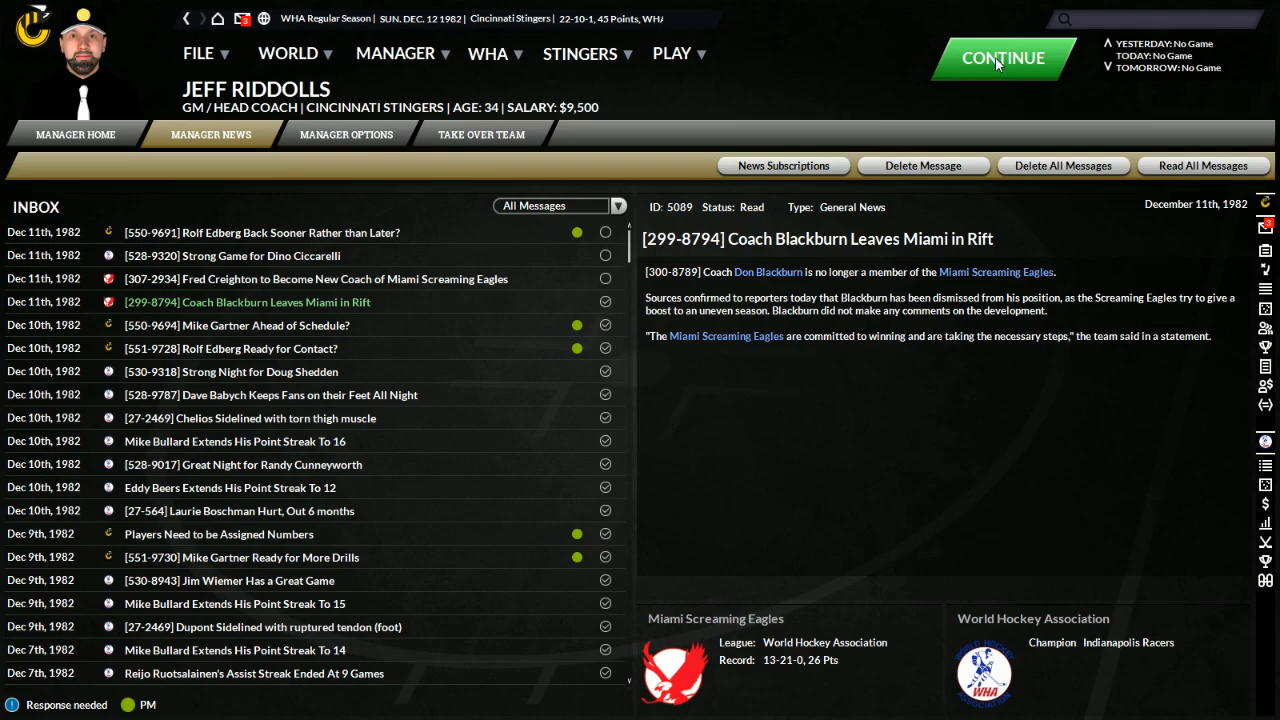 3
WHA Regular Season | SUN. DEC. 12 1982 | Cincinnati Stingers | 22-10-1, 45 Points, WHA
FILE WORLD MANAGER WHA STINGERS PLAY
CONTINUE
YESTERDAY: No Game
TODAY: No Game
TOMORROW: No Game
JEFF RIDDOLLS
GM / HEAD COACH | CINCINNATI STINGERS | AGE: 34 | SALARY: $9,500
MANAGER HOME MANAGER NEWS MANAGER OPTIONS TAKE OVER TEAM
News Subscriptions Delete Message Delete All Messages Read All Messages
INBOX All Messages
Dec 11th, 1982 [550-9691] Rolf Edberg Back Sooner Rather than Later?
Dec 11th, 1982 [528-9320] Strong Game for Dino Ciccarelli
Dec 11th, 1982 [307-2934] Fred Creighton to Become New Coach of Miami Screaming Eagles
Dec 11th, 1982 [299-8794] Coach Blackburn Leaves Miami in Rift
Dec 10th, 1982 [550-9694] Mike Gartner Ahead of Schedule?
Dec 10th, 1982 [551-9728] Rolf Edberg Ready for Contact?
Dec 10th, 1982 [530-9318] Strong Night for Doug Shedden
Dec 10th, 1982 [528-9787] Dave Babych Keeps Fans on their Feet All Night
Dec 10th, 1982 [27-2469] Chelios Sidelined with torn thigh muscle
Dec 10th, 1982 Mike Bullard Extends His Point Streak To 16
Dec 10th, 1982 [528-9017] Great Night for Randy Cunneyworth
Dec 10th, 1982 Eddy Beers Extends His Point Streak To 12
Dec 10th, 1982 [27-564] Laurie Boschman Hurt, Out 6 months
Dec 9th, 1982 Players Need to be Assigned Numbers
Dec 9th, 1982 [551-9730] Mike Gartner Ready for More Drills
Dec 9th, 1982 [530-8943] Jim Wiemer Has a Great Game
Dec 9th, 1982 Mike Bullard Extends His Point Streak To 15
Dec 9th, 1982 [27-2469] Dupont Sidelined with ruptured tendon (foot)
Dec 7th, 1982 Mike Bullard Extends His Point Streak To 14
Dec 7th, 1982 Reijo Ruotsalainen's Assist Streak Ended At 9 Games
Response needed PM
ID: 5089 Status: Read Type: General News December 11th, 1982
[299-8794] Coach Blackburn Leaves Miami in Rift
[300-8789] Coach Don Blackburn is no longer a member of the Miami Screaming Eagles.
Sources confirmed to reporters today that Blackburn has been dismissed from his position, as the Screaming Eagles try to give a
boost to an uneven season. Blackburn did not make any comments on the development.
"The Miami Screaming Eagles are committed to winning and are taking the necessary steps," the team said in a statement.
Miami Screaming Eagles
League: World Hockey Association
Record: 13-21-0, 26 Pts
World Hockey Association
Champion Indianapolis Racers
WORLD HOCKEY
WHA
ASSOCIATION
3